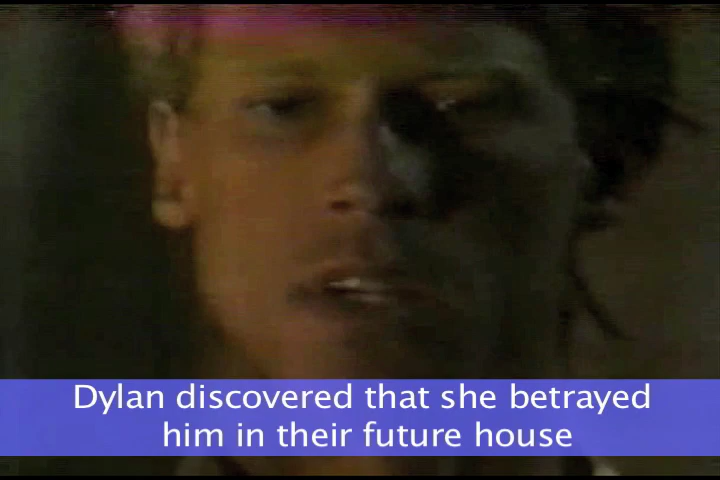 Dylan discovered that she betrayed
him in their future house